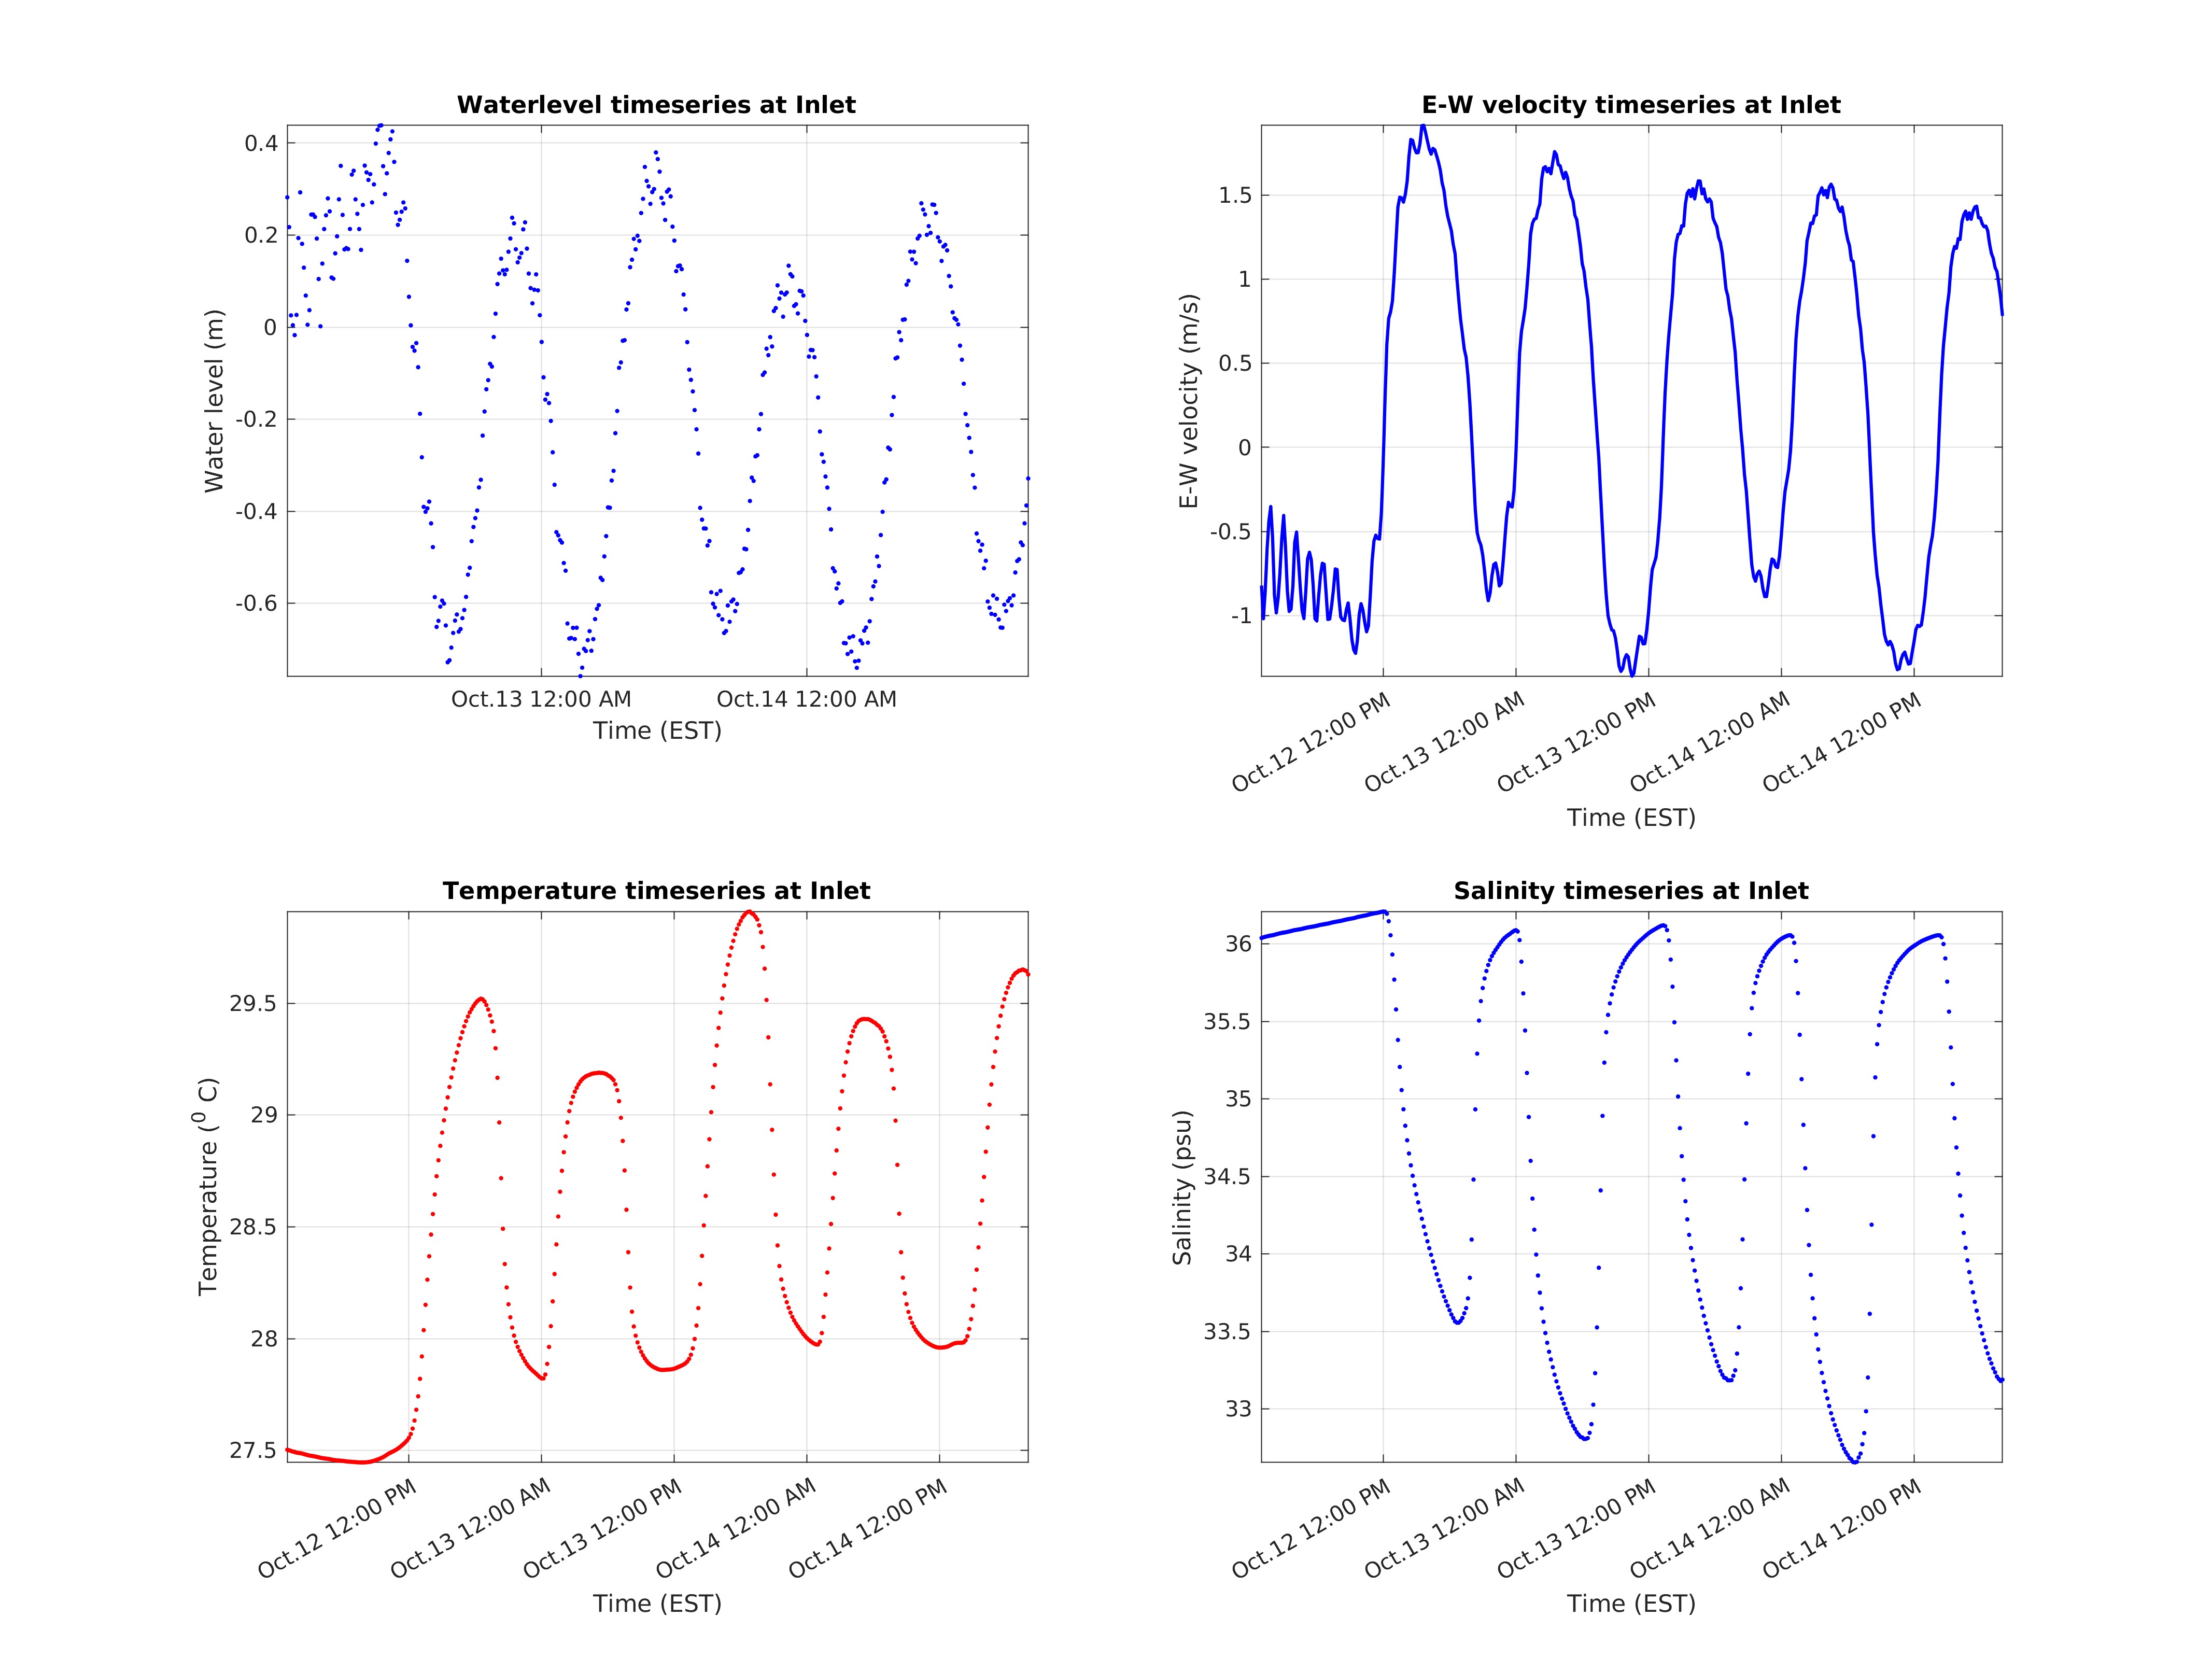 Waterlevel timeseries at Inlet
0.4
0.2
0
-0.2
-0.4
-0.6
Water level (m)
Oct.13 12:00 AM
Oct.14 12:00 AM
Time (EST)
E-W velocity timeseries at Inlet
1.5
1
0.5
0
-0.5
-1
E-W velocity (m/s)
Oct.12 12:00 PM
Oct.13 12:00 AM
Oct.13 12:00 PM
Oct.14 12:00 AM
Oct.14 12:00 PM
Time (EST)
Temperature timeseries at Inlet
29.5
29
28.5
28
27.5
Temperature (⁰ C)
Oct.12 12:00 PM
Oct.13 12:00 AM
Oct.13 12:00 PM
Oct.14 12:00 AM
Oct.14 12:00 PM
Time (EST)
Salinity timeseries at Inlet
36
35.5
35
34.5
34
33.5
33
Salinity (psu)
Oct.12 12:00 PM
Oct.13 12:00 AM
Oct.13 12:00 PM
Oct.14 12:00 AM
Oct.14 12:00 PM
Time (EST)